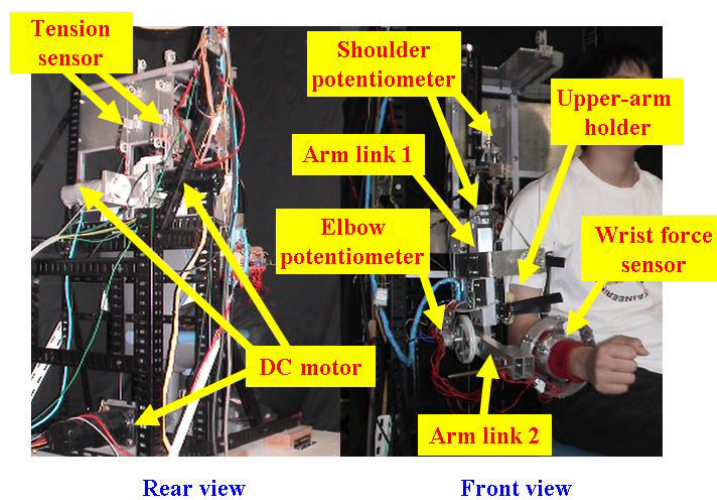 Tension
sensor
DC motor
Shoulder
potentiometer
Upper-arm
holder
Arm link 1
Elbow
potentiometer
Wrist force
sensor
AINEERI
Arm link 2
Rear view
Front view